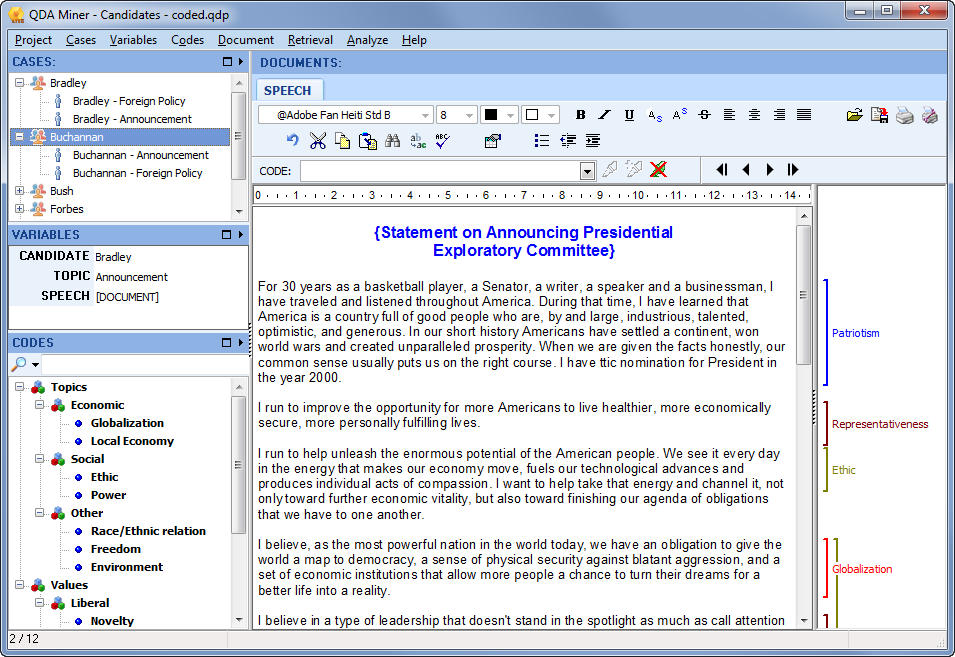 QDA Miner - Candidates - coded.qdp
Project Cases Variables Codes Document Retrieval Analyze Help
CASES:
Bradley
Bradley - Foreign Policy
Bradley - Announcement
Buchannan
Buchannan - Announcement
Buchannan - Foreign Policy
Bush
Forbes
VARIABLES
CANDIDATE Bradley
TOPIC Announcement
SPEECH [DOCUMENT]
CODES
Topics
Economic
Globalization
Local Economy
Social
Ethic
Power
Other
Race/Ethnic relation
Freedom
Environment
Values
Liberal
Novelty
2 / 12
DOCUMENTS:
SPEECH
@Adobe Fan Heiti Std B 8 B I U As AS S
ab ac ABC
CODE:
0 1 2 3 4 5 6 7 8 9 10 11 12 13 14
{Statement on Announcing Presidential
Exploratory Committee}
For 30 years as a basketball player, a Senator, a writer, a speaker and a businessman, I
have traveled and listened throughout America. During that time, I have learned that
America is a country full of good people who are, by and large, industrious, talented,
optimistic, and generous. In our short history Americans have settled a continent, won
world wars and created unparalleled prosperity. When we are given the facts honestly, our
common sense usually puts us on the right course. I have ttic nomination for President in
the year 2000.
I run to improve the opportunity for more Americans to live healthier, more economically
secure, more personally fulfilling lives.
I run to help unleash the enormous potential of the American people. We see it every day
in the energy that makes our economy move, fuels our technological advances and
produces individual acts of compassion. I want to help take that energy and channel it, not
only toward further economic vitality, but also toward finishing our agenda of obligations
that we have to one another.
I believe, as the most powerful nation in the world today, we have an obligation to give the
world a map to democracy, a sense of physical security against blatant aggression, and a
set of economic institutions that allow more people a chance to turn their dreams for a
better life into a reality.
I believe in a type of leadership that doesn't stand in the spotlight as much as call attention
Patriotism
Representativeness
Ethic
Globalization